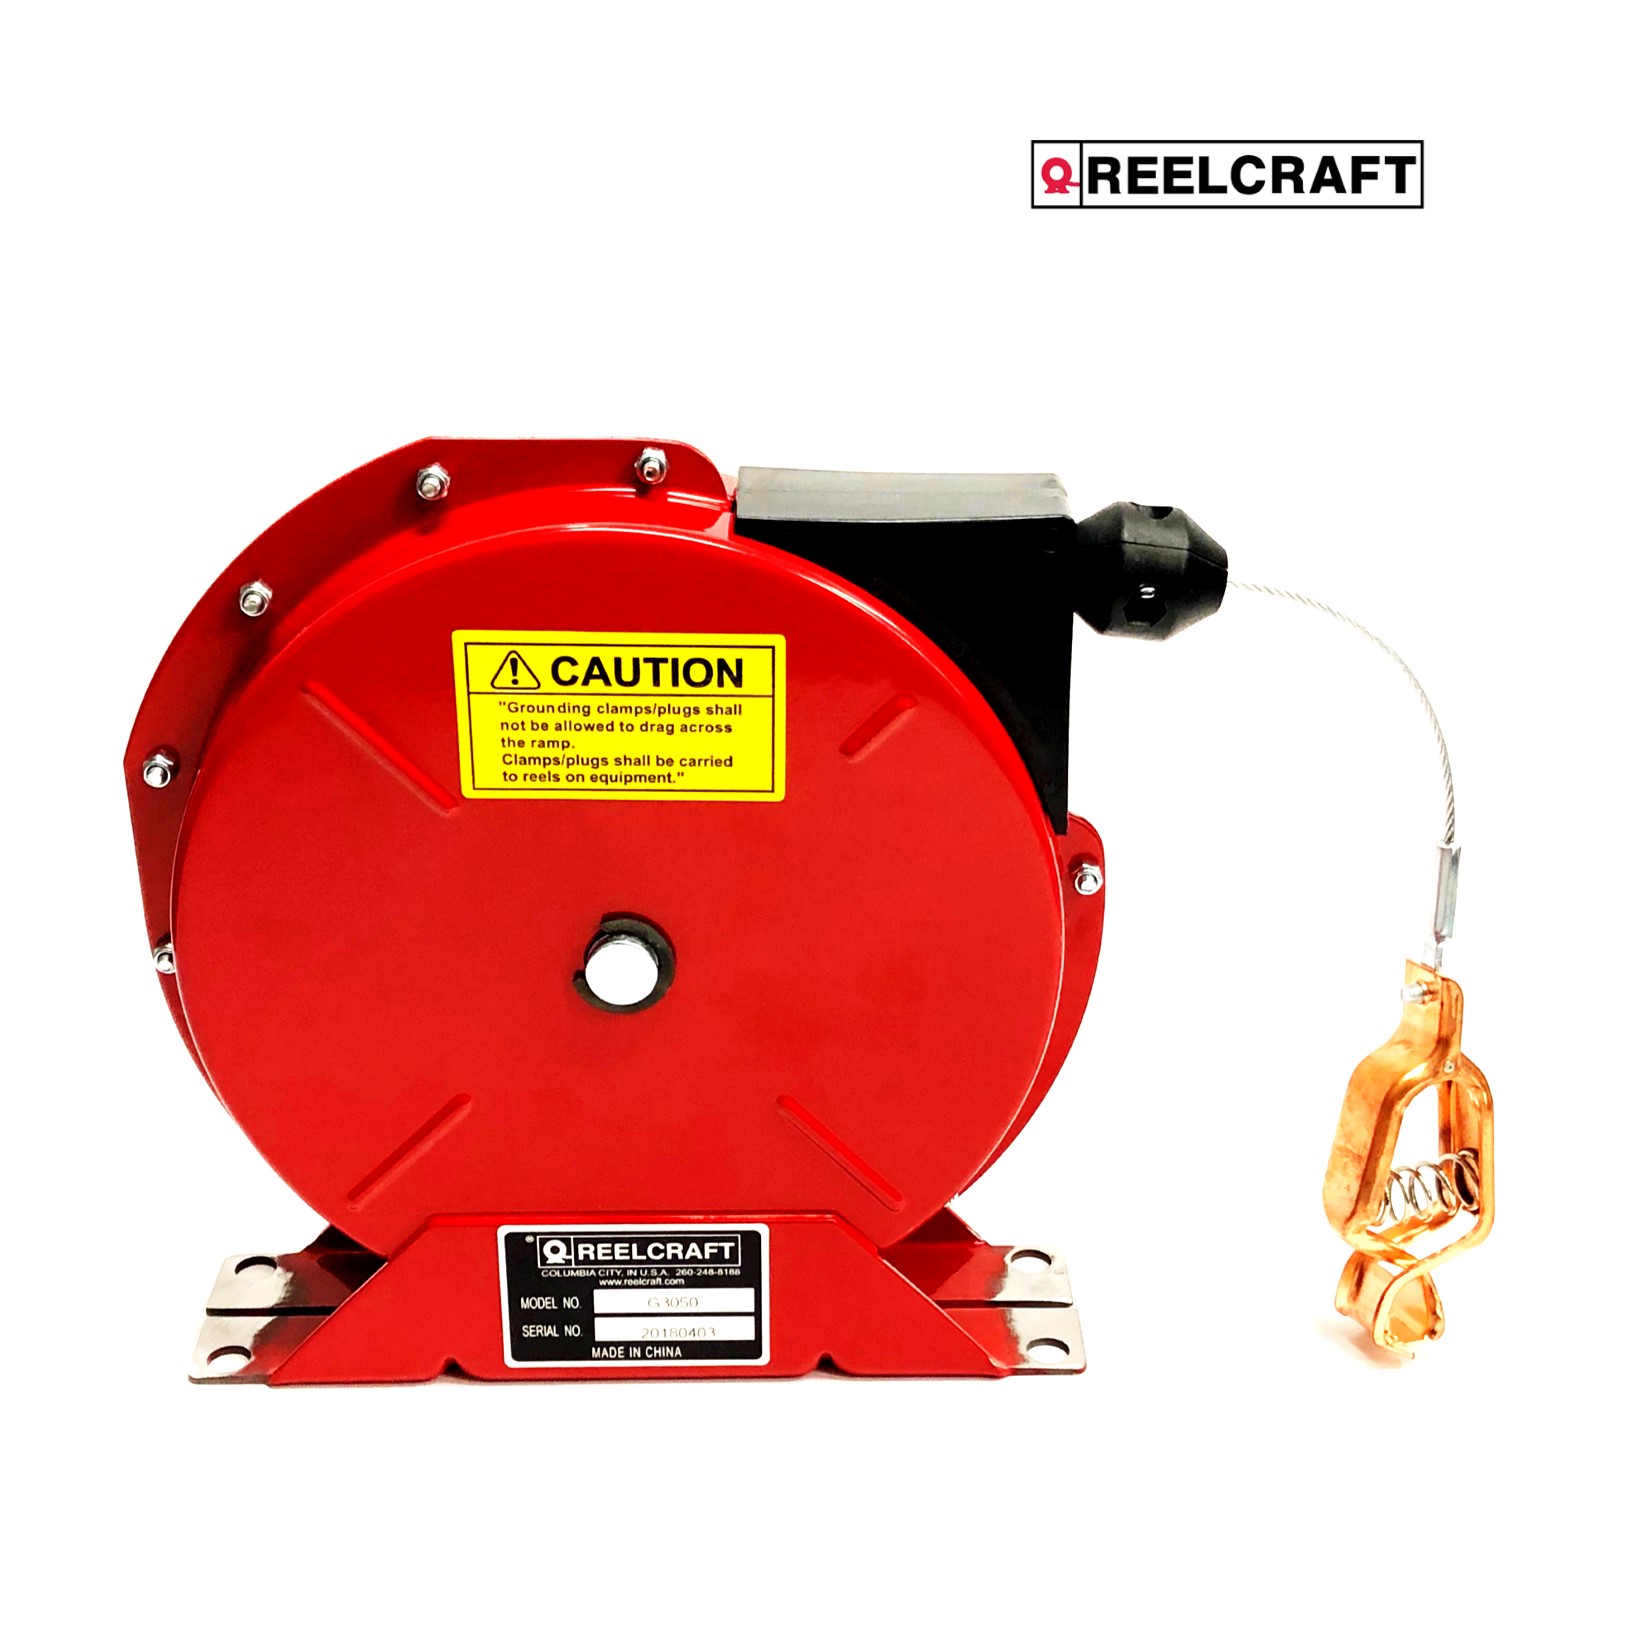 REELCRAFT
CAUTION
"Grounding clamps/plugs shall
not be allowed to drag across
the ramp.
Clamps/plugs shall be carried
to reels on equipment."
® REELCRAFT
COLUMBIA CITY, IN U.S.A. 260-248-8188
www.reelcraft.com
MODEL NO. G3050
SERIAL NO. 20180403
MADE IN CHINA